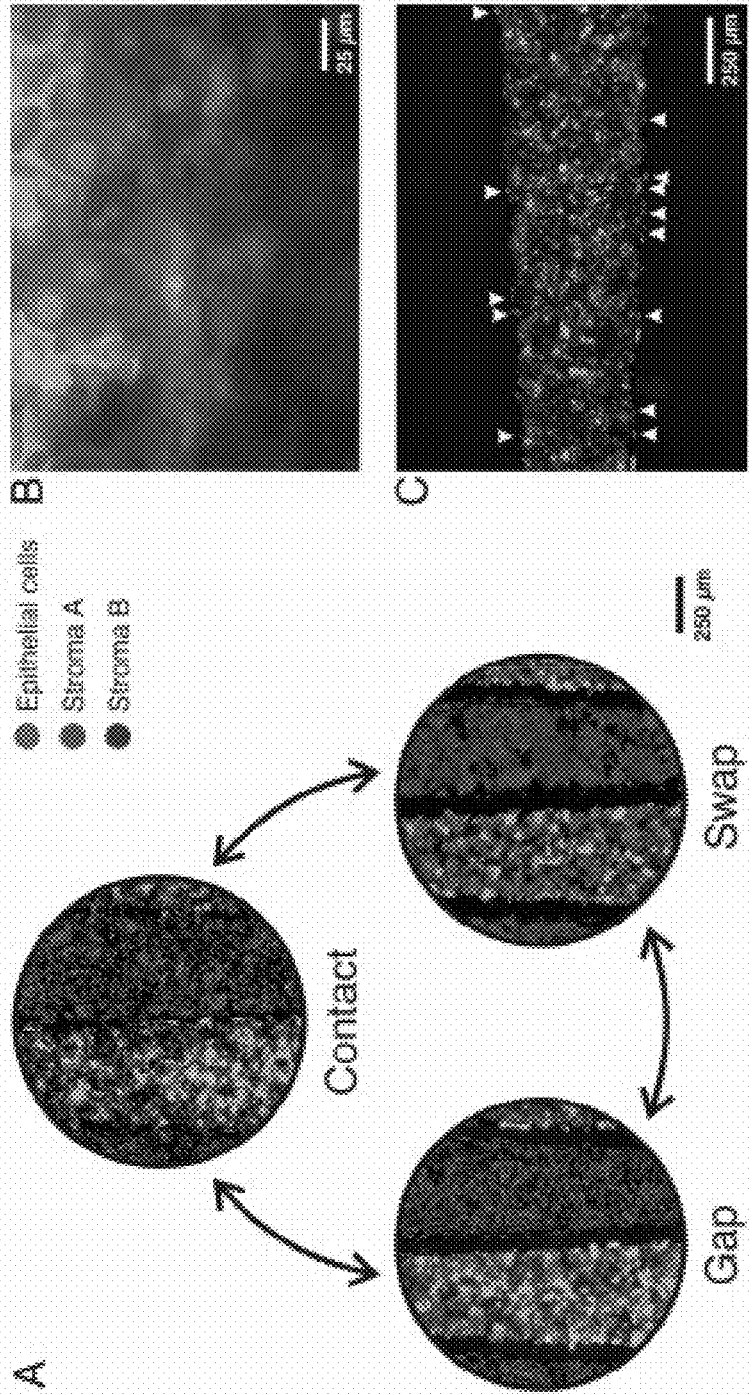 A
Epithelial cells
Stroma A
Stroma B
Contact
Gap
Swap
250 µm
B
25 µm
C
250 µm